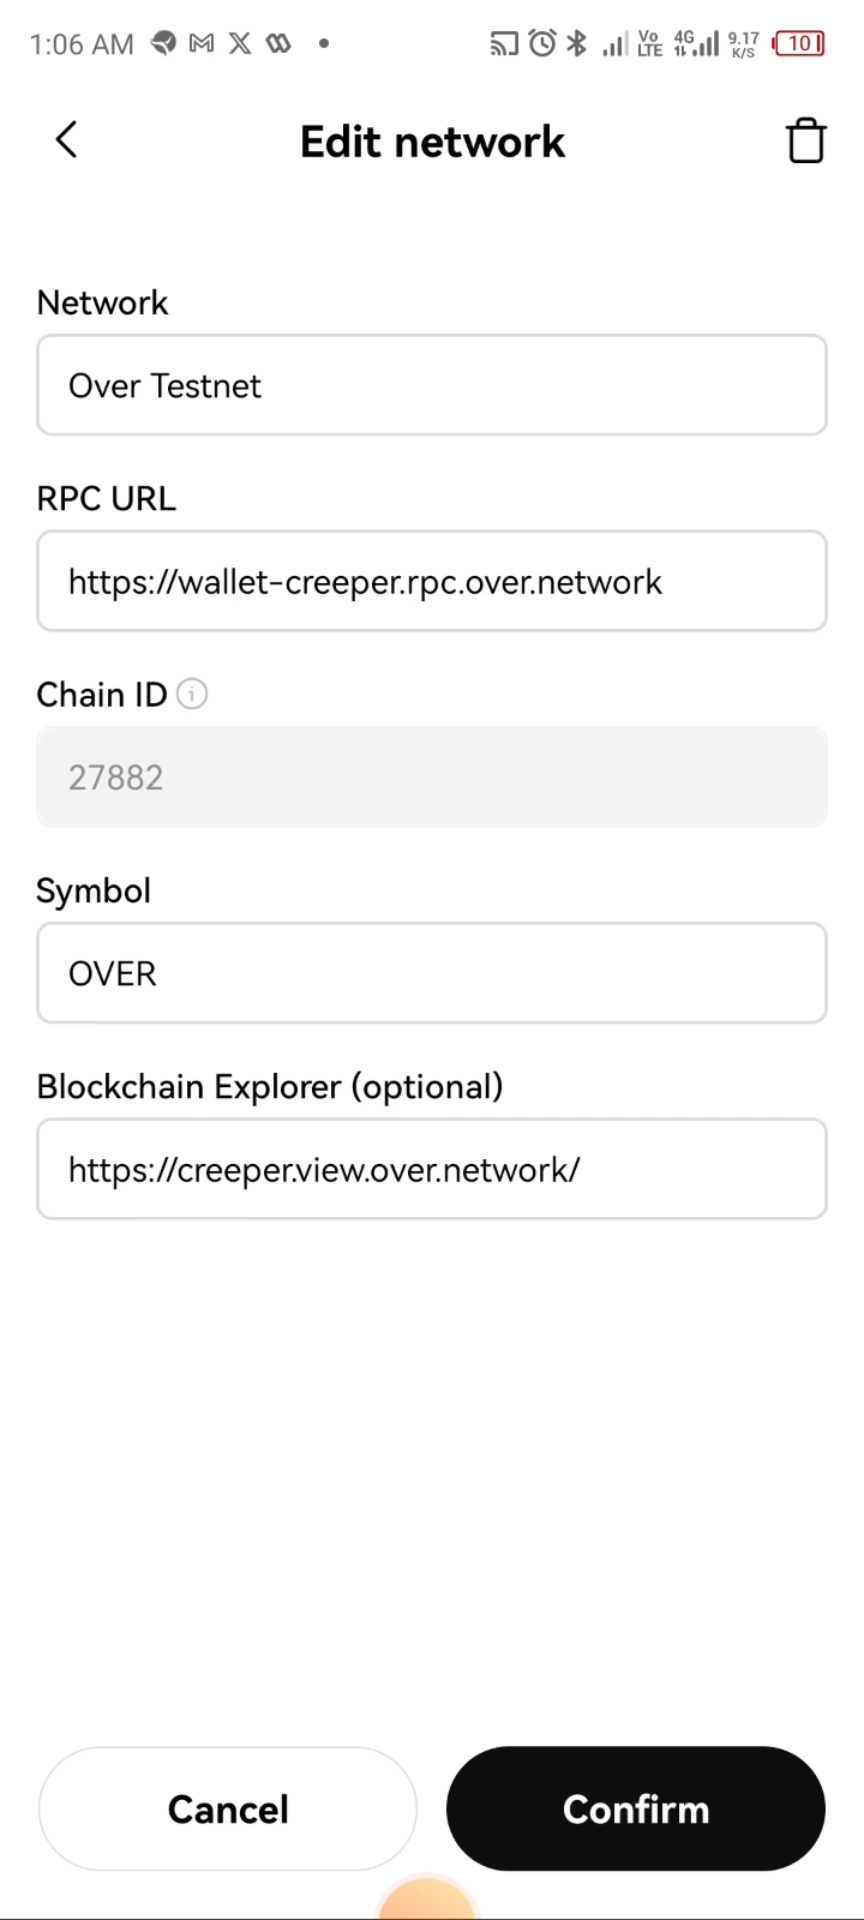 1:06 AM
Vo LTE 4G 9.17 K/S 10
Edit network
Network
Over Testnet
RPC URL
https://wallet-creeper.rpc.over.network
Chain ID
27882
Symbol
OVER
Blockchain Explorer (optional)
https://creeper.view.over.network/
Cancel Confirm